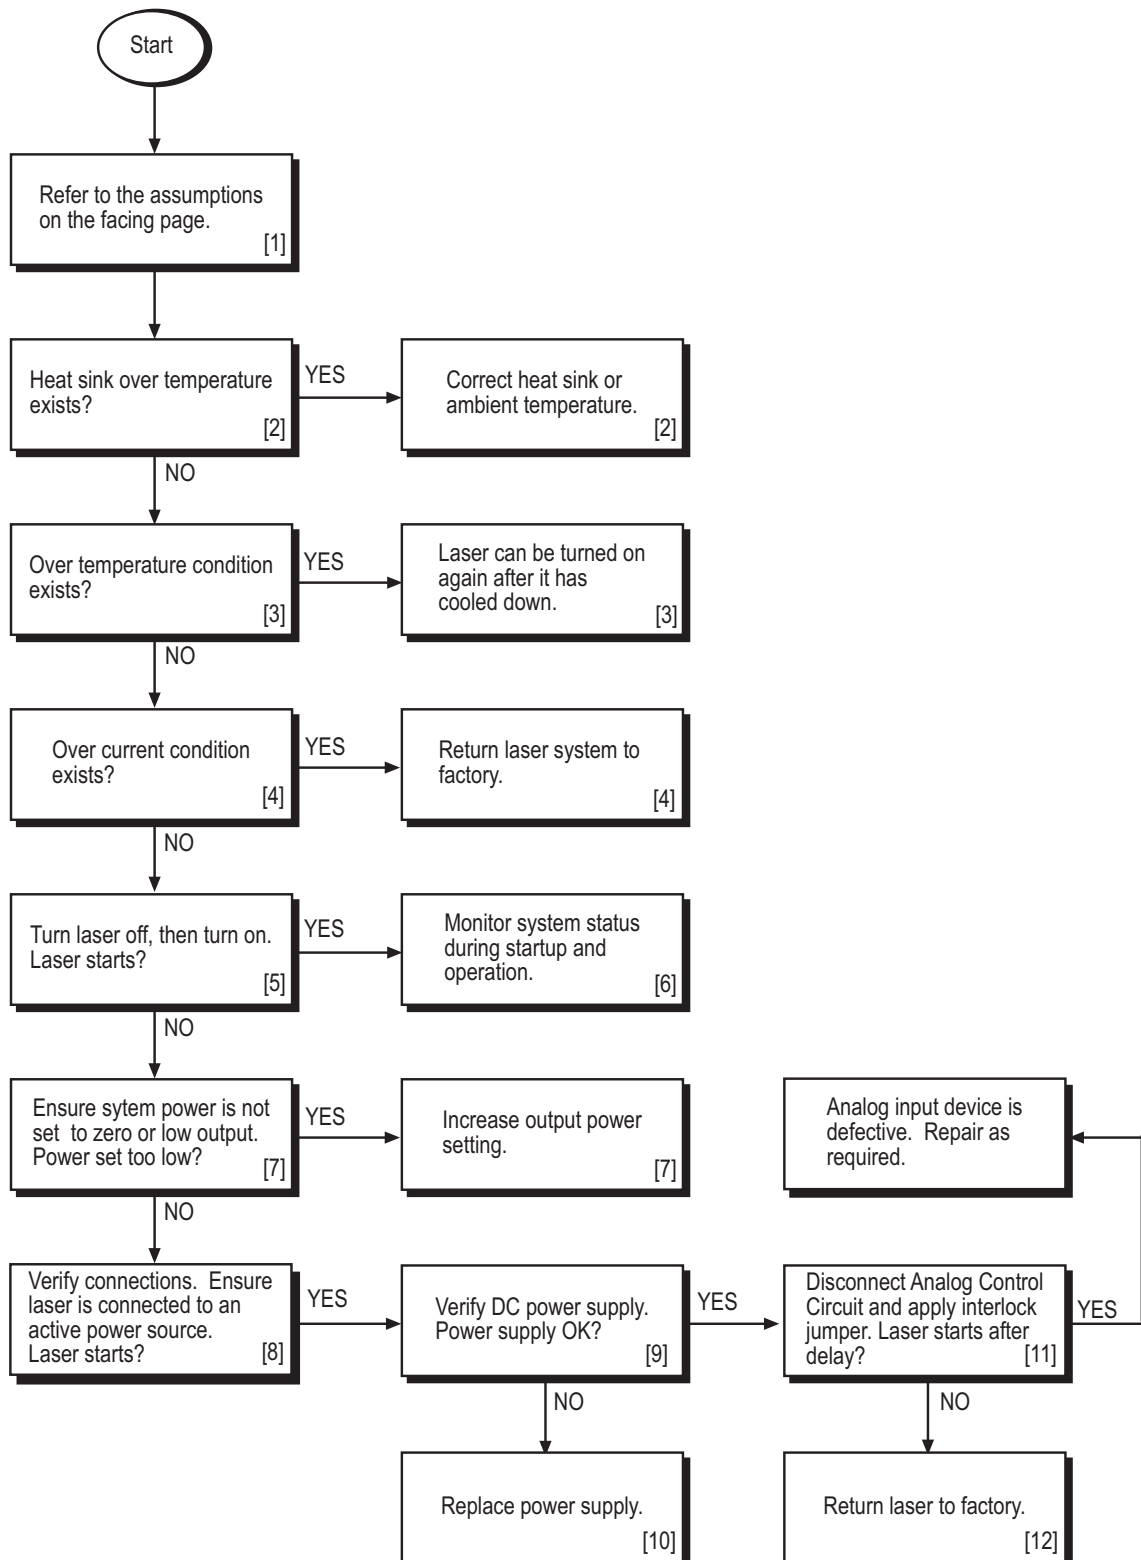 Start
Refer to the assumptions
on the facing page.
[1]
Heat sink over temperature
exists?
[2]
YES
Correct heat sink or
ambient temperature.
[2]
NO
Over temperature condition
exists?
[3]
YES
Laser can be turned on
again after it has
cooled down.
[3]
NO
Over current condition
exists?
[4]
YES
Return laser system to
factory.
[4]
NO
Turn laser off, then turn on.
Laser starts?
[5]
YES
Monitor system status
during startup and
operation.
[6]
NO
Ensure sytem power is not
set  to zero or low output.
Power set too low?
[7]
YES
Increase output power
setting.
[7]
Analog input device is
defective.  Repair as
required.
NO
Verify connections.  Ensure
laser is connected to an
active power source.
Laser starts?
[8]
YES
Verify DC power supply.
Power supply OK?
[9]
YES
Disconnect Analog Control
Circuit and apply interlock
jumper. Laser starts after
delay?
[11]
YES
NO
NO
Replace power supply.
[10]
Return laser to factory.
[12]